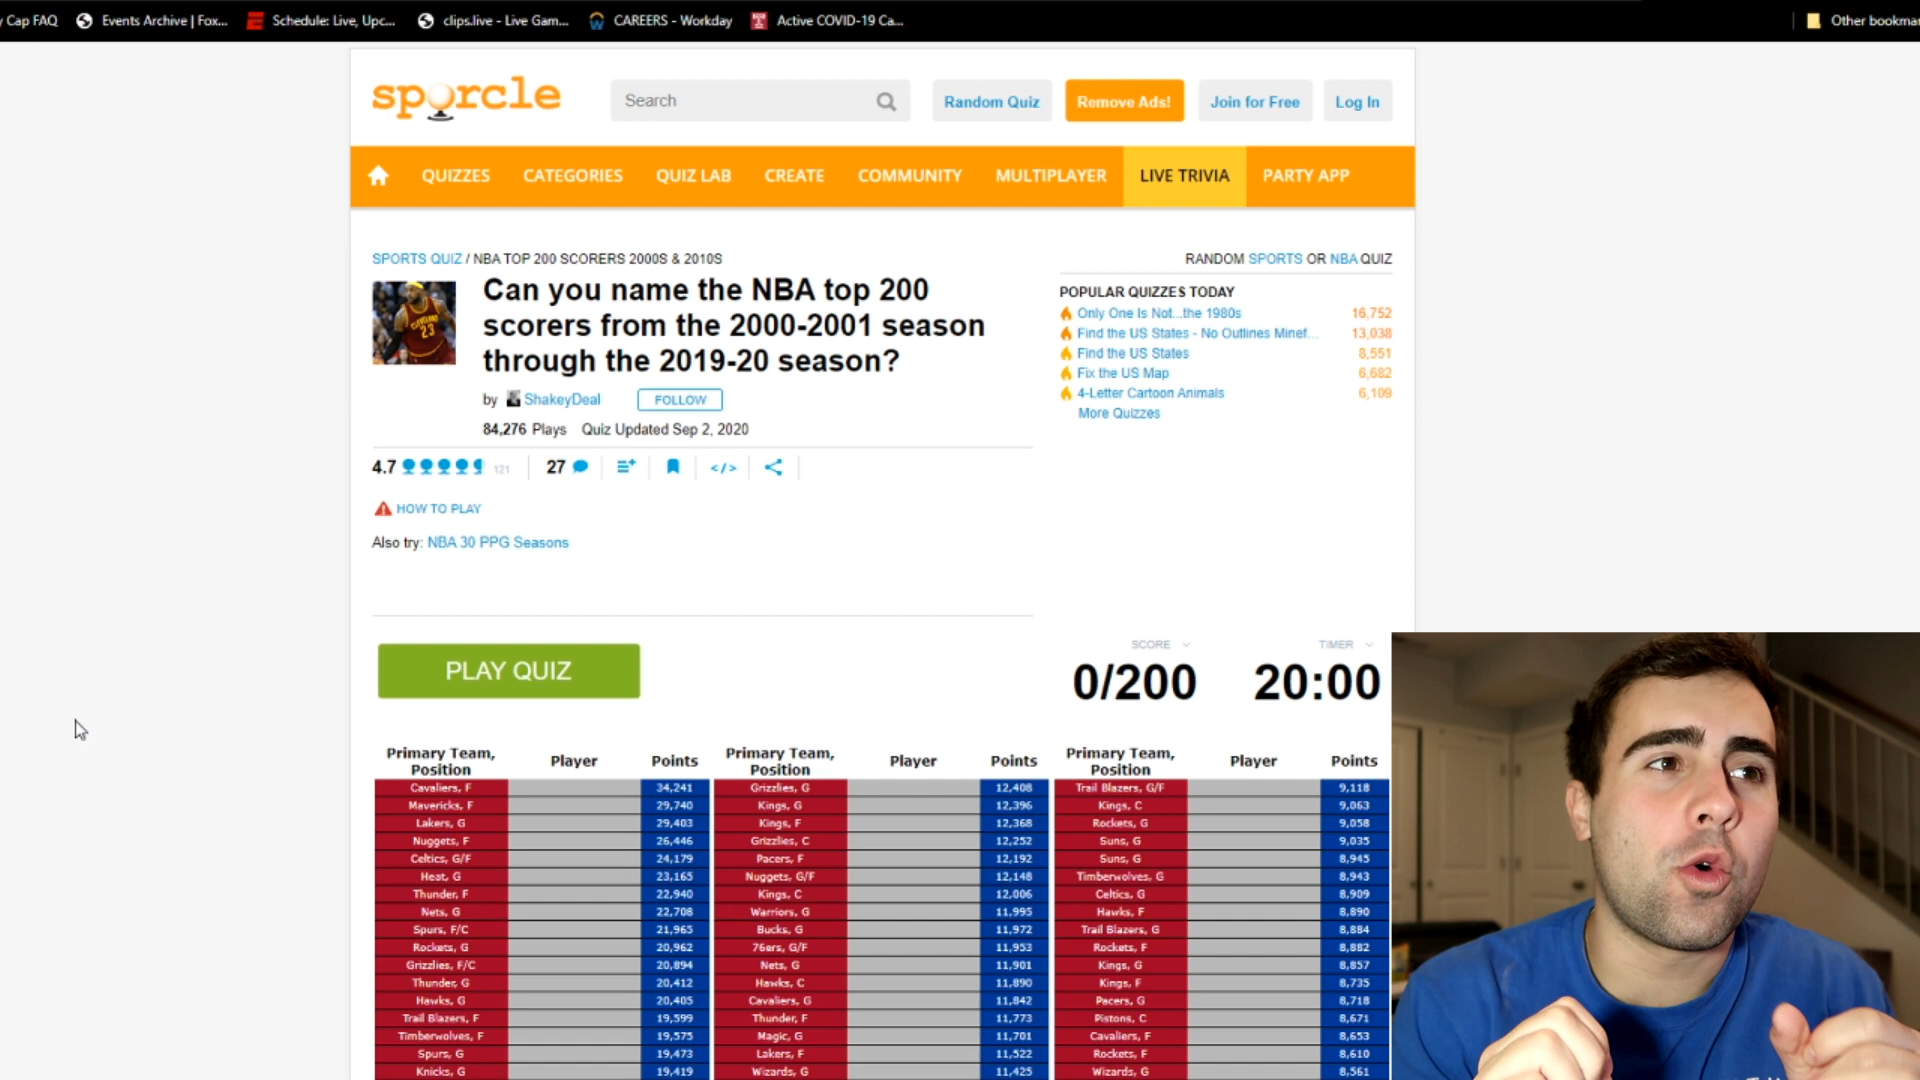 y Cap FAQ Events Archive | Fox... Schedule: Live, Upc... clips.live - Live Gam... CAREERS - Workday Active COVID-19 Ca... Other bookmar
sporcle Search Random Quiz Remove Ads! Join for Free Log In
QUIZZES CATEGORIES QUIZ LAB CREATE COMMUNITY MULTIPLAYER LIVE TRIVIA PARTY APP
SPORTS QUIZ / NBA TOP 200 SCORERS 2000S & 2010S
Can you name the NBA top 200
scorers from the 2000-2001 season
through the 2019-20 season?
by ShakeyDeal FOLLOW
84,276 Plays Quiz Updated Sep 2, 2020
4.7 121 27 </>
HOW TO PLAY
Also try: NBA 30 PPG Seasons
RANDOM SPORTS OR NBA QUIZ
POPULAR QUIZZES TODAY
Only One Is Not...the 1980s 16,752
Find the US States - No Outlines Minef... 13,038
Find the US States 8,551
Fix the US Map 6,682
4-Letter Cartoon Animals 6,109
More Quizzes
PLAY QUIZ
SCORE TIMER
0/200 20:00
Primary Team, Position Player Points Primary Team, Position Player Points Primary Team, Position Player Points
Cavaliers, F 34,241 Grizzlies, G 12,408 Trail Blazers, G/F 9,118
Mavericks, F 29,740 Kings, G 12,396 Kings, C 9,063
Lakers, G 29,403 Kings, F 12,368 Rockets, G 9,058
Nuggets, F 26,446 Grizzlies, C 12,252 Suns, G 9,035
Celtics, G/F 24,179 Pacers, F 12,192 Suns, G 8,945
Heat, G 23,165 Nuggets, G/F 12,148 Timberwolves, G 8,943
Thunder, F 22,940 Kings, C 12,006 Celtics, G 8,909
Nets, G 22,708 Warriors, G 11,995 Hawks, F 8,890
Spurs, F/C 21,965 Bucks, G 11,972 Trail Blazers, G 8,884
Rockets, G 20,962 76ers, G/F 11,953 Rockets, F 8,882
Grizzlies, F/C 20,894 Nets, G 11,901 Kings, G 8,857
Thunder, G 20,412 Hawks, C 11,890 Kings, F 8,735
Hawks, G 20,405 Cavaliers, G 11,842 Pacers, G 8,718
Trail Blazers, F 19,599 Thunder, F 11,773 Pistons, C 8,671
Timberwolves, F 19,575 Magic, G 11,701 Cavaliers, F 8,653
Spurs, G 19,473 Lakers, F 11,522 Rockets, F 8,610
Knicks, G 19,419 Wizards, G 11,425 Wizards, G 8,561